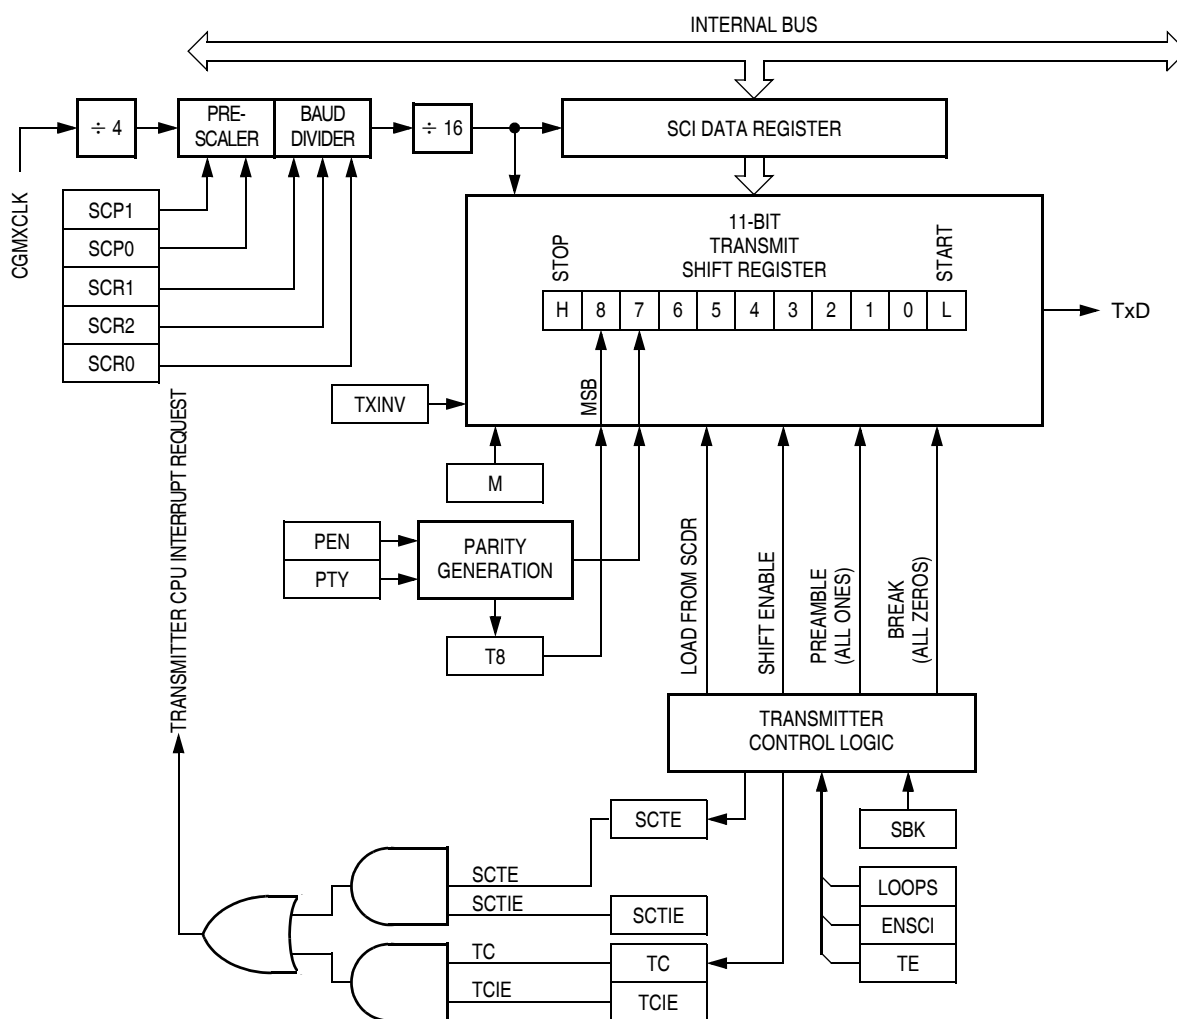 INTERNAL BUS
÷ 4
PRE-
SCALER
BAUD
DIVIDER
÷ 16
SCI DATA REGISTER
CGMXCLK
SCP1
SCP0
SCR1
SCR2
SCR0
11-BIT
TRANSMIT
SHIFT REGISTER
STOP
START
H 8 7 6 5 4 3 2 1 0 L
TxD
MSB
TXINV
M
TRANSMITTER CPU INTERRUPT REQUEST
PEN
PTY
PARITY
GENERATION
T8
LOAD FROM SCDR
SHIFT ENABLE
PREAMBLE
(ALL ONES)
BREAK
(ALL ZEROS)
TRANSMITTER
CONTROL LOGIC
SCTE
SBK
SCTE
SCTIE
SCTIE
LOOPS
ENSCI
TE
TC
TC
TCIE
TCIE